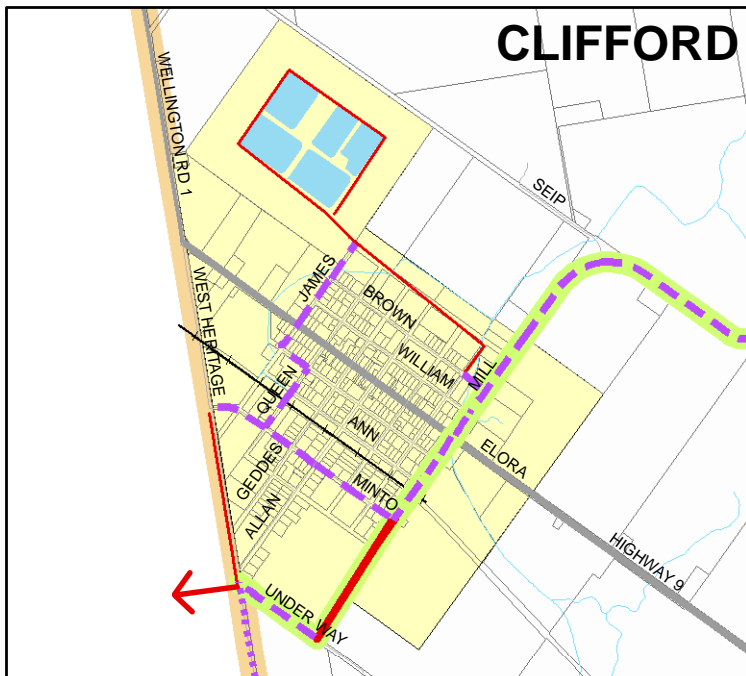 CLIFFORD
WELLINGTON RD 1
SEIP
WEST HERITAGE
JAMES
BROWN
WILLIAM
MILL
QUEEN
ANN
ELORA
GEDDES
MINTO
ALLAN
HIGHWAY 9
UNDER WAY